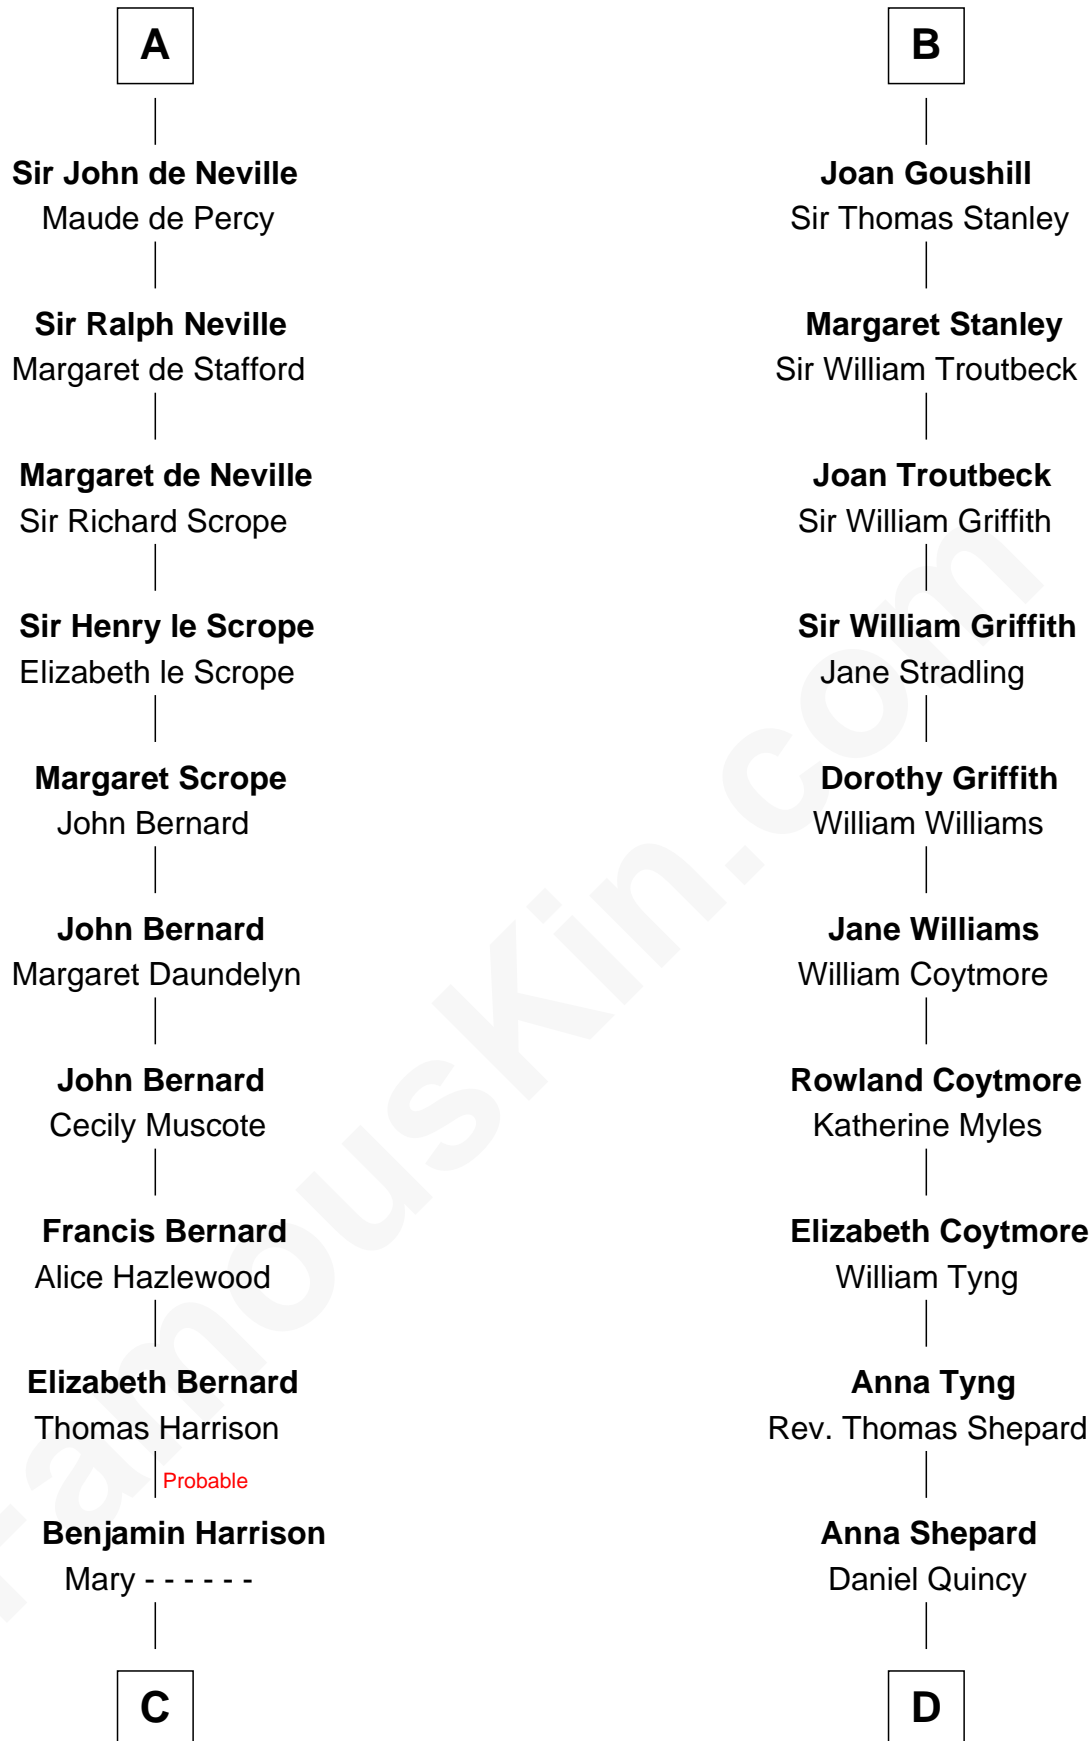 A
Sir John de Neville
Maude de Percy
Sir Ralph Neville
Margaret de Stafford
Margaret de Neville
Sir Richard Scrope
Sir Henry le Scrope
Elizabeth le Scrope
Margaret Scrope
John Bernard
John Bernard
Margaret Daundelyn
John Bernard
Cecily Muscote
Francis Bernard
Alice Hazlewood
Elizabeth Bernard
Thomas Harrison
Probable
Benjamin Harrison
Mary - - - - - -
C
B
Joan Goushill
Sir Thomas Stanley
Margaret Stanley
Sir William Troutbeck
Joan Troutbeck
Sir William Griffith
Sir William Griffith
Jane Stradling
Dorothy Griffith
William Williams
Jane Williams
William Coytmore
Rowland Coytmore
Katherine Myles
Elizabeth Coytmore
William Tyng
Anna Tyng
Rev. Thomas Shepard
Anna Shepard
Daniel Quincy
D
FamousKin.com